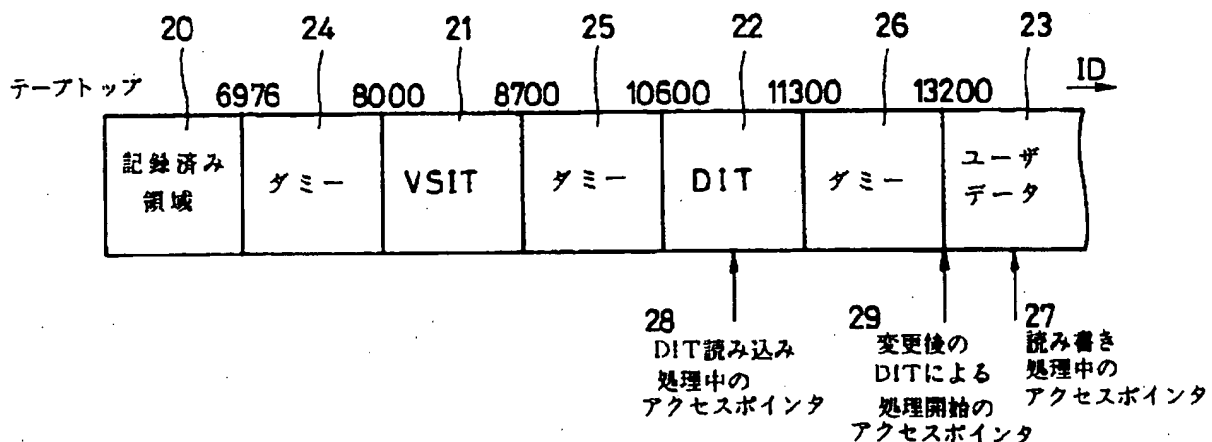 20 24 21 25 22 26 23
テープトップ 6976 8000 8700 10600 11300 13200 ID
記録済み
領域
ダミー
VSIT
ダミー
DIT
ダミー
ユーザ
データ
28
DIT読み込み
処理中の
アクセスポインタ
29
変更後の
DITによる
処理開始の
アクセスポインタ
27
読み書き
処理中の
アクセスポインタ